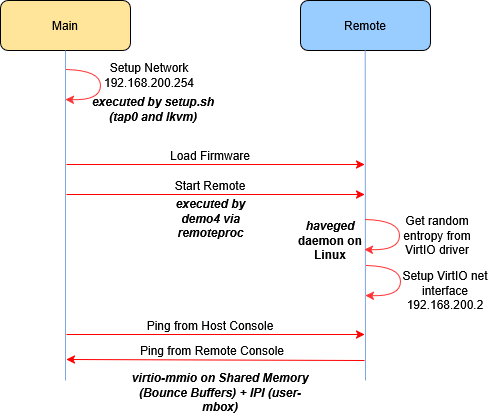 Main
Remote
Setup Network
192.168.200.254
executed by setup.sh
(tap0 and lkvm)
Load Firmware
Start Remote
executed by
demo4 via
remoteproc
haveged
daemon on
Linux
Get random
entropy from
VirtIO driver
Setup VirtIO net
interface
192.168.200.2
Ping from Host Console
Ping from Remote Console
virtio-mmio on Shared Memory
(Bounce Buffers) + IPI (user-
mbox)